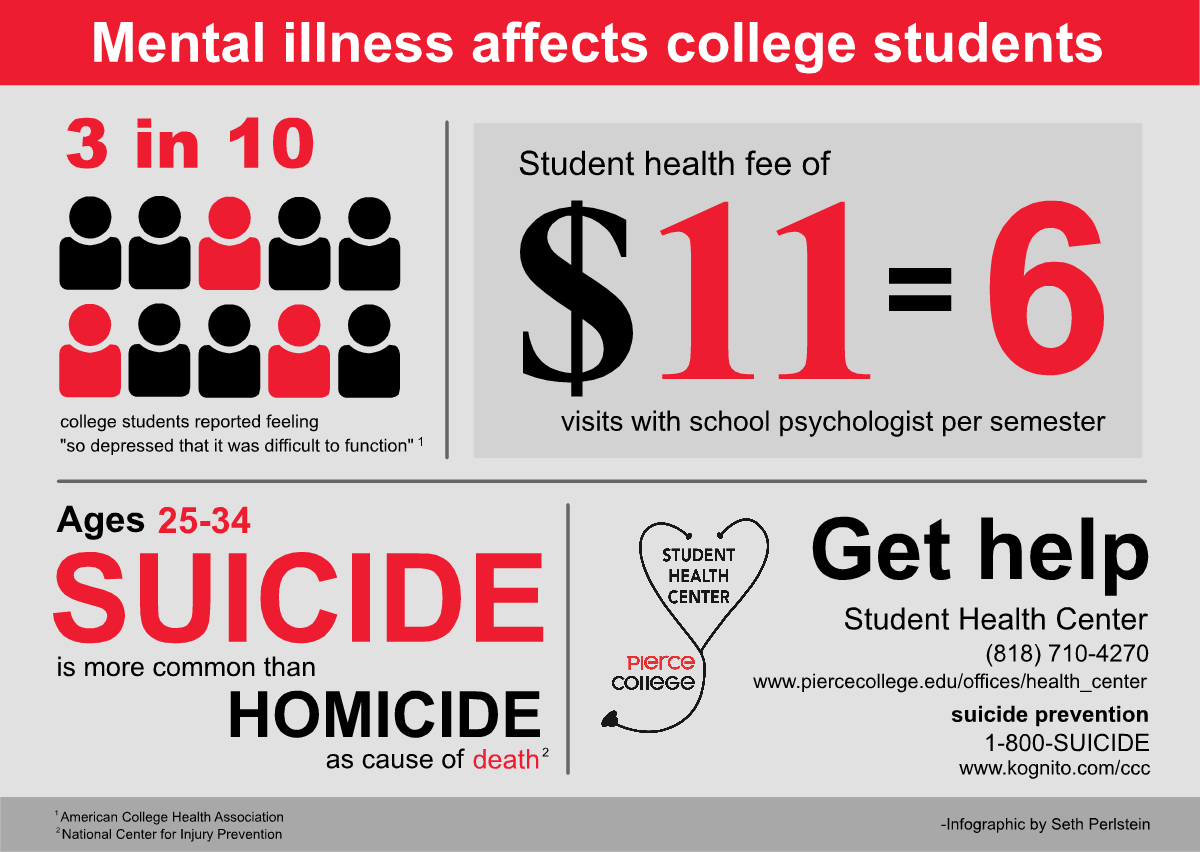 Mental illness affects college students
3 in 10
college students reported feeling
"so depressed that it was difficult to function" 1
Student health fee of
$11=6
visits with school psychologist per semester
Ages 25-34
SUICIDE
is more common than
HOMICIDE
as cause of death2
STUDENT
HEALTH
CENTER
PIERCE
COLLEGE
Get help
Student Health Center
(818) 710-4270
www.piercecollege.edu/offices/health_center
suicide prevention
1-800-SUICIDE
www.kognito.com/ccc
1 American College Health Association
2 National Center for Injury Prevention
-Infographic by Seth Perlstein